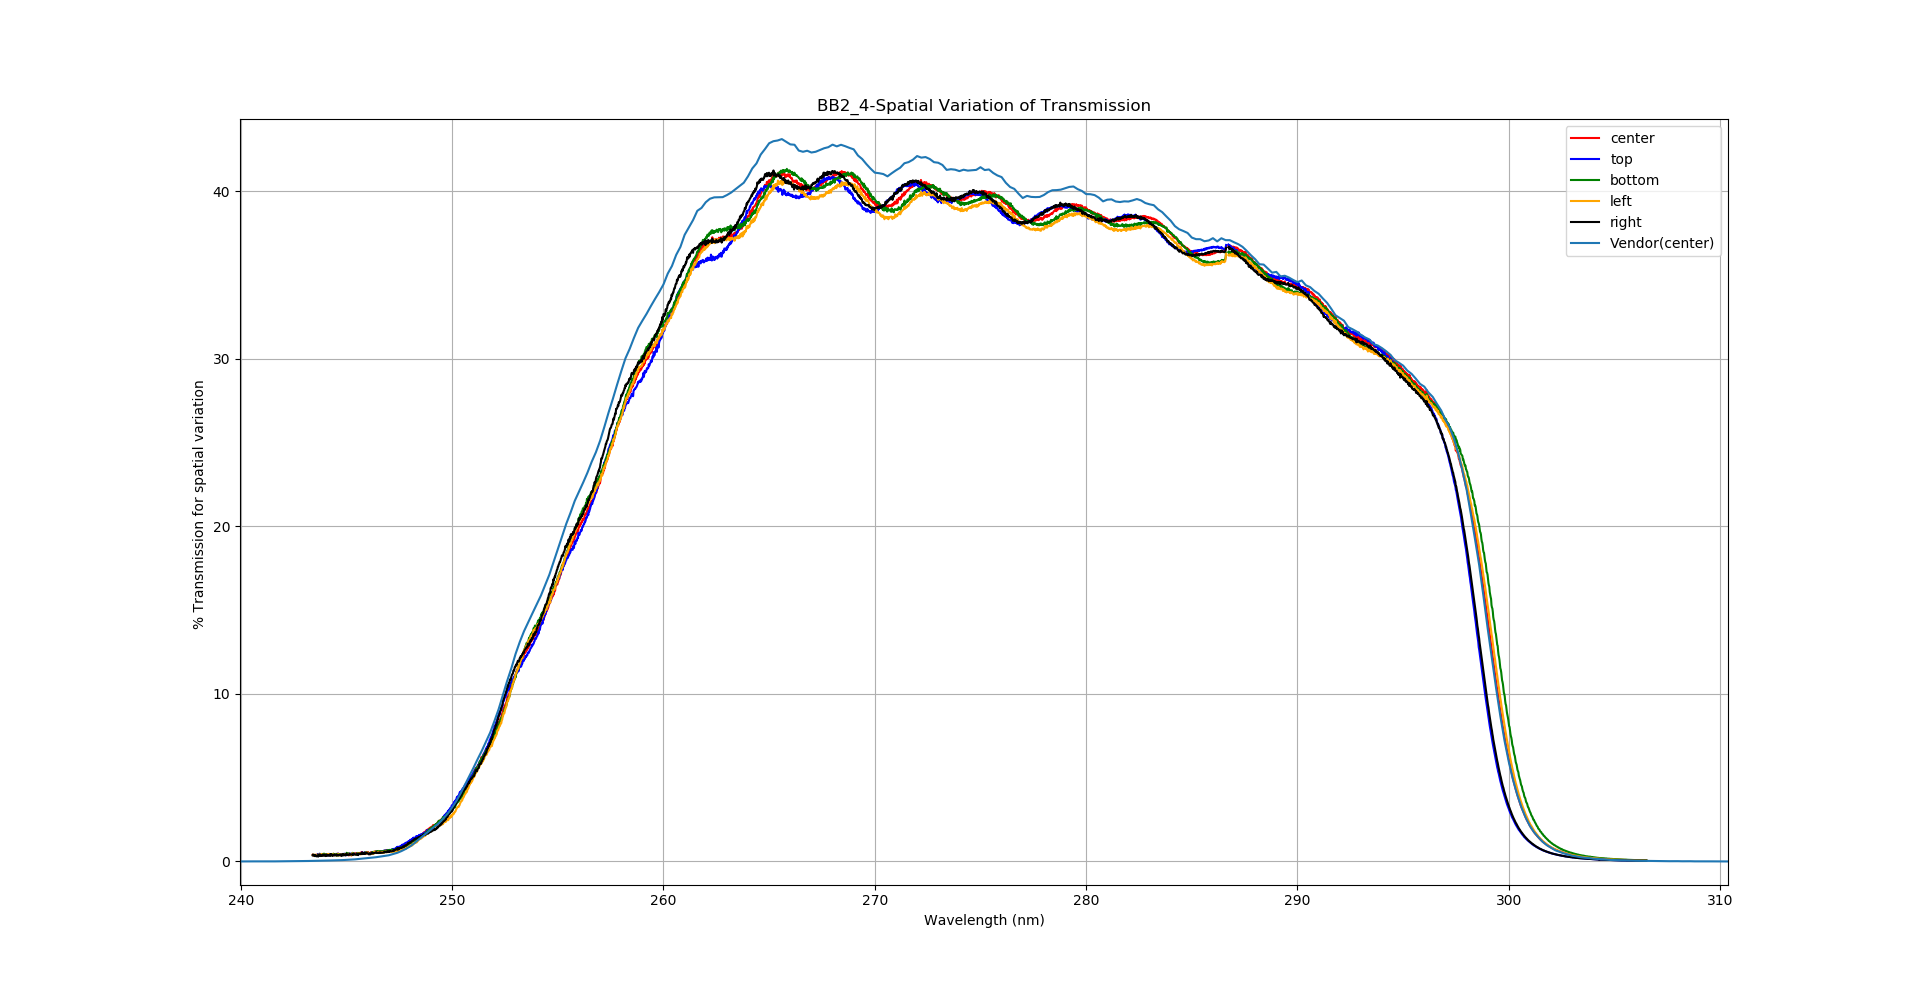 BB2_4-Spatial Variation of Transmission
center
top
bottom
left
right
Vendor(center)
% Transmission for spatial variation
40
30
20
10
0
240 250 260 270 280 290 300 310
Wavelength (nm)